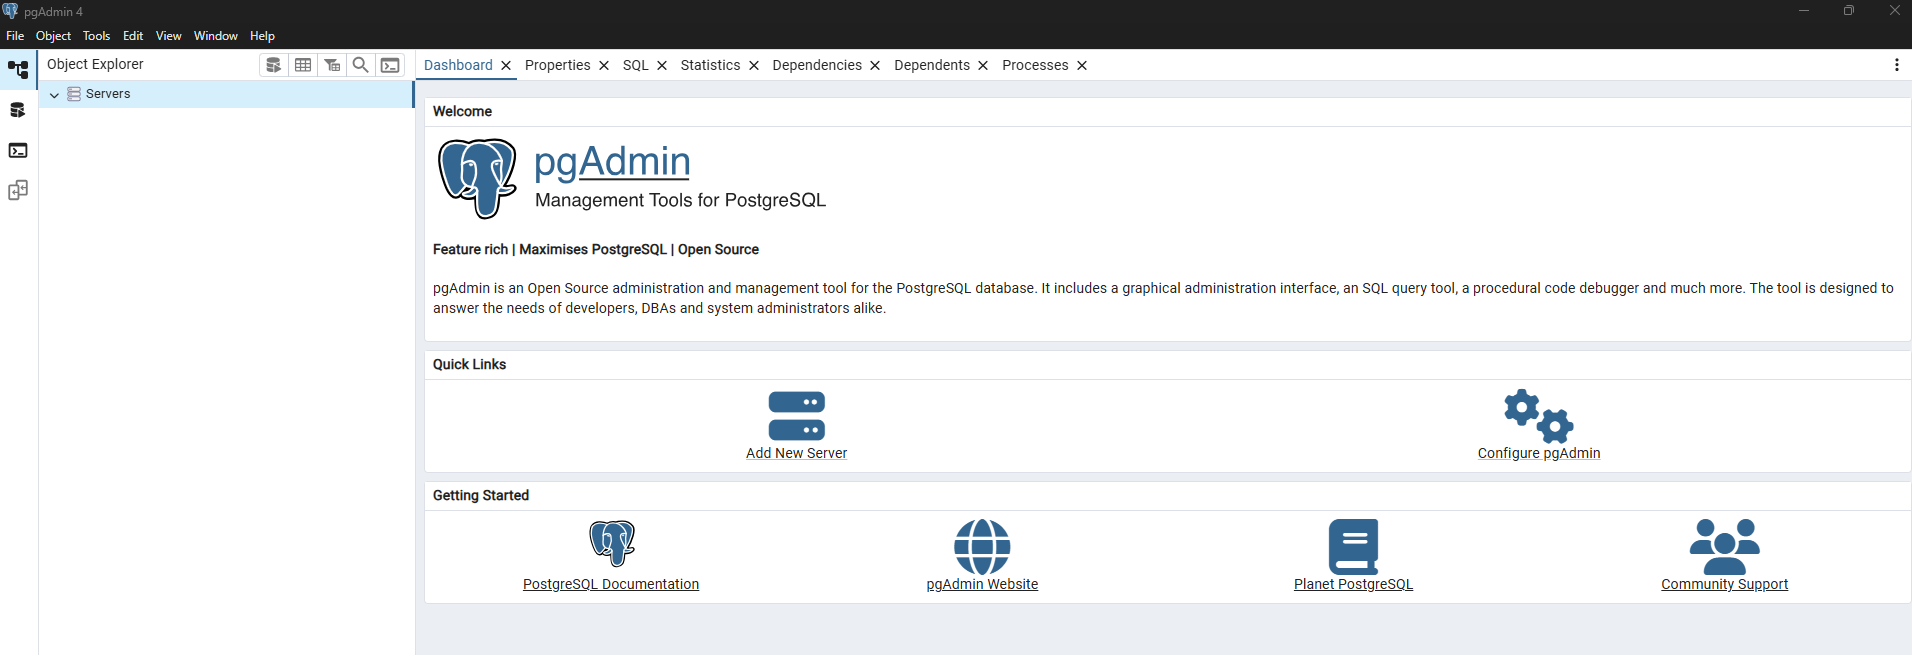 pgAdmin 4
File Object Tools Edit View Window Help
Object Explorer
Dashboard Properties SQL Statistics Dependencies Dependents Processes
Servers
Welcome
pgAdmin
Management Tools for PostgreSQL
Feature rich | Maximises PostgreSQL | Open Source
pgAdmin is an Open Source administration and management tool for the PostgreSQL database. It includes a graphical administration interface, an SQL query tool, a procedural code debugger and much more. The tool is designed to
answer the needs of developers, DBAs and system administrators alike.
Quick Links
Add New Server
Configure pgAdmin
Getting Started
PostgreSQL Documentation
pgAdmin Website
Planet PostgreSQL
Community Support